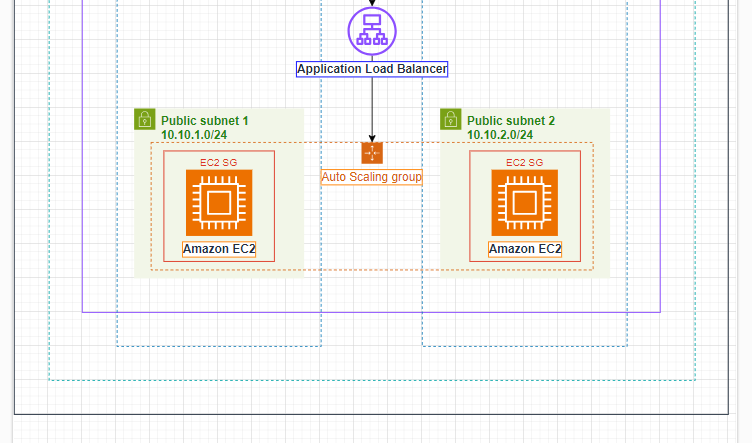 Application Load Balancer
Public subnet 1
10.10.1.0/24
Public subnet 2
10.10.2.0/24
EC2 SG
Auto Scaling group
EC2 SG
Amazon EC2
Amazon EC2